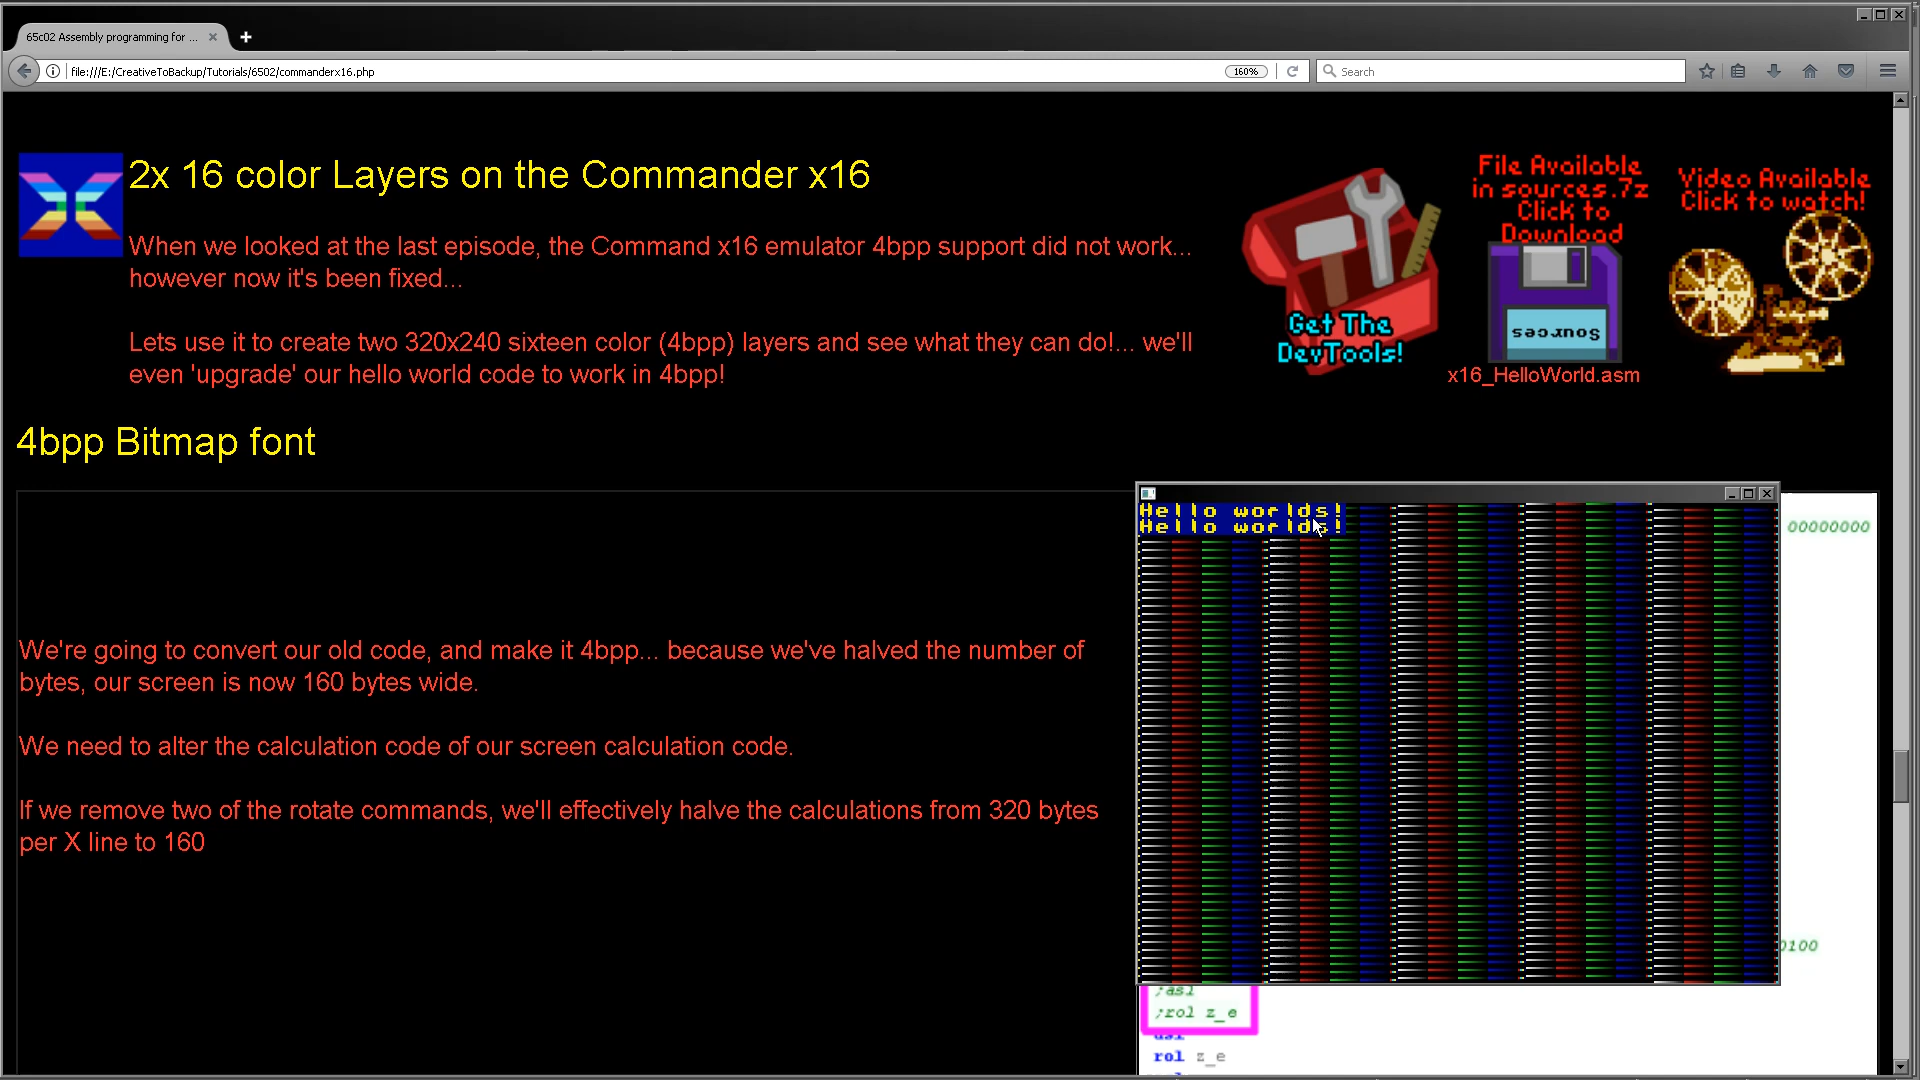 65c02 Assembly programming for ...
file:///E:/CreativeToBackup/Tutorials/6502/commanderx16.php
160%
Search
2x 16 color Layers on the Commander x16
When we looked at the last episode, the Command x16 emulator 4bpp support did not work...
however now it's been fixed...
Lets use it to create two 320x240 sixteen color (4bpp) layers and see what they can do!... we'll
even 'upgrade' our hello world code to work in 4bpp!
Get The
DevTools!
File Available
in sources.7z
Click to
Download
Sources
x16_HelloWorld.asm
Video Available
Click to watch!
4bpp Bitmap font
Hello worlds!
Hello worlds!
00000000
We're going to convert our old code, and make it 4bpp... because we've halved the number of
bytes, our screen is now 160 bytes wide.
We need to alter the calculation code of our screen calculation code.
If we remove two of the rotate commands, we'll effectively halve the calculations from 320 bytes
per X line to 160
0100
;asl
;rol z_e
asl
rol z_e